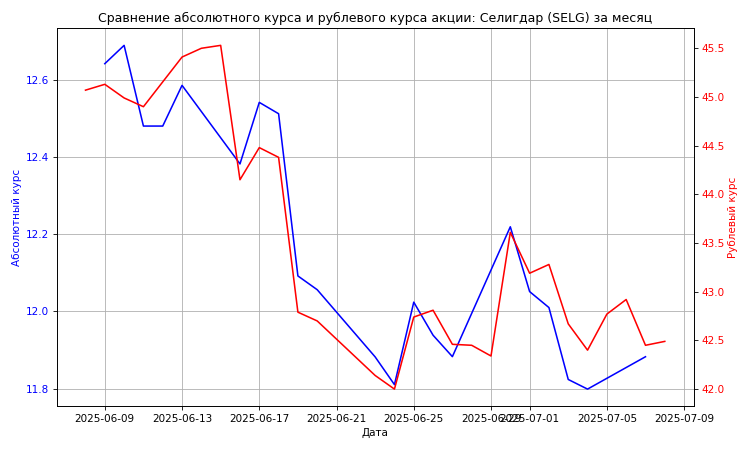 Сравнение абсолютного курса и рублевого курса акции: Селигдар (SELG) за месяц
Абсолютный курс
12.6
12.4
12.2
12.0
11.8
45.5
45.0
44.5
44.0
43.5
43.0
42.5
42.0
Рублевый курс
2025-06-09 2025-06-13 2025-06-17 2025-06-21 2025-06-25 2025-06-29 2025-07-01 2025-07-05 2025-07-09
Дата